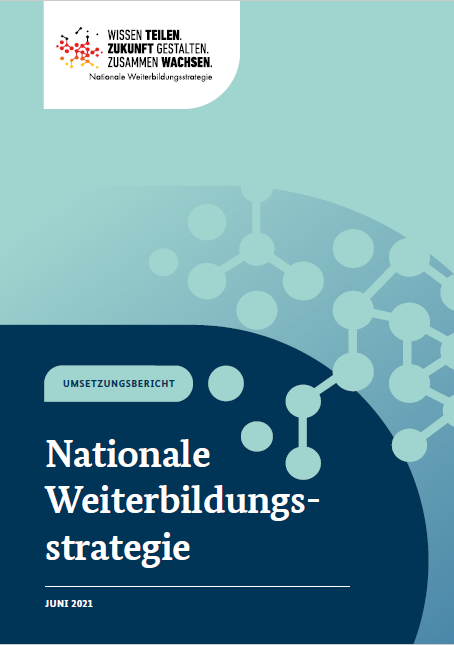 WISSEN TEILEN.
ZUKUNFT GESTALTEN.
ZUSAMMEN WACHSEN.
Nationale Weiterbildungsstrategie
UMSETZUNGSBERICHT
Nationale
Weiterbildungs-
strategie
JUNI 2021